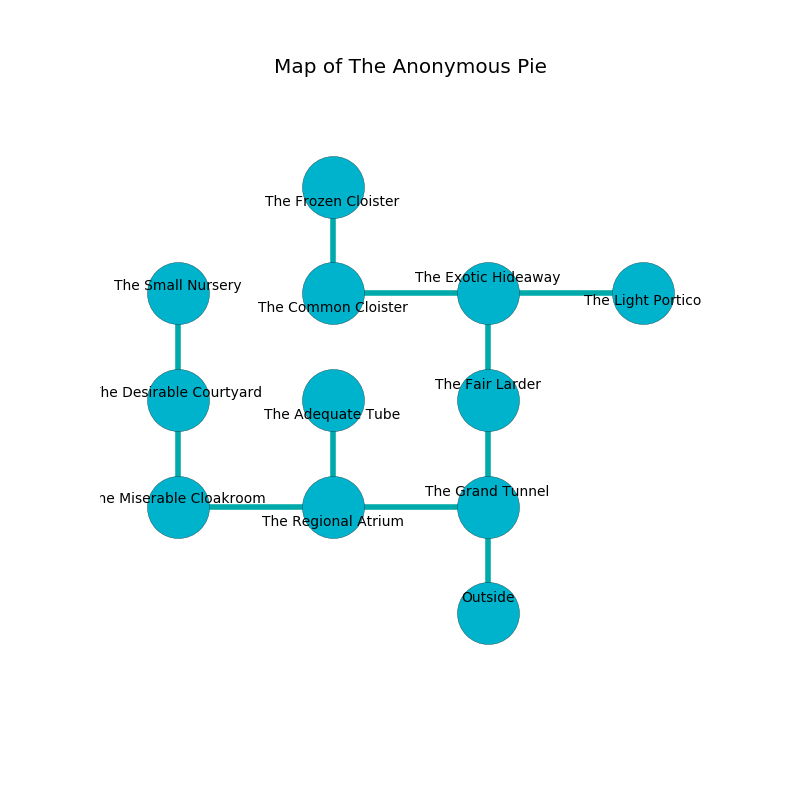 Map of The Anonymous Pie
The Frozen Cloister
The Exotic Hideaway
The Small Nursery
The Light Portico
The Common Cloister
The Fair Larder
he Desirable Courtyard
The Adequate Tube
The Grand Tunnel
Miserable Cloakroom
The Regional Atrium
Outside